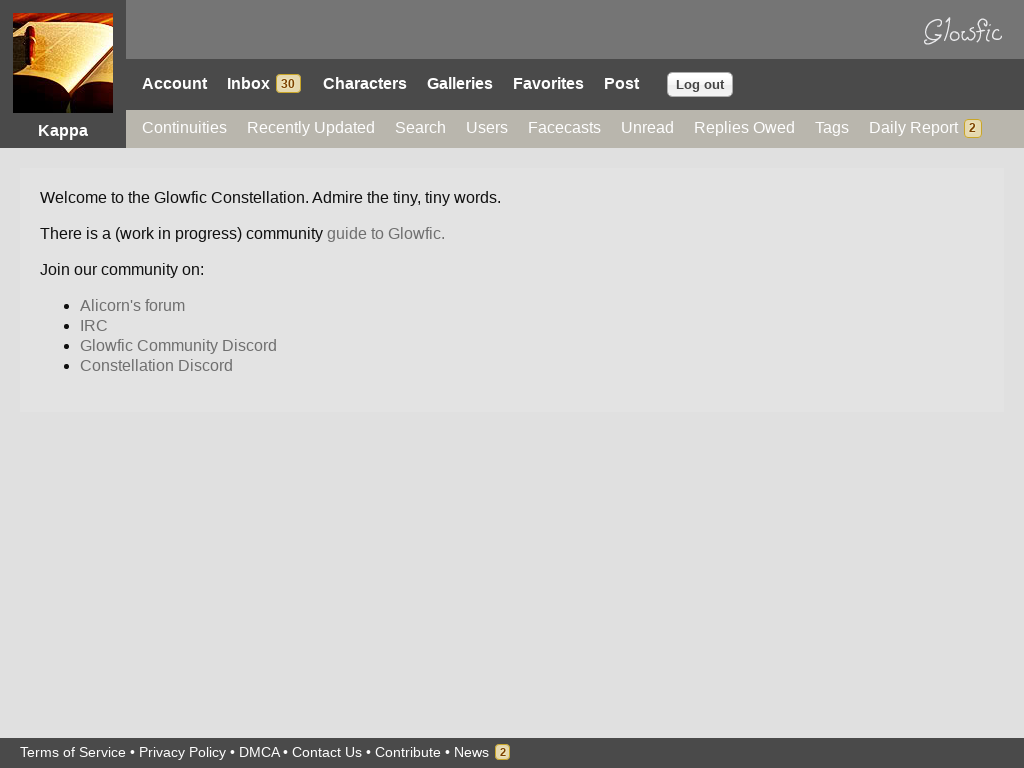 Glowfic
Account Inbox 30 Characters Galleries Favorites Post Log out
Kappa
Continuities Recently Updated Search Users Facecasts Unread Replies Owed Tags Daily Report 2
Welcome to the Glowfic Constellation. Admire the tiny, tiny words.
There is a (work in progress) community guide to Glowfic.
Join our community on:
• Alicorn's forum
• IRC
• Glowfic Community Discord
• Constellation Discord
Terms of Service • Privacy Policy • DMCA • Contact Us • Contribute • News 2